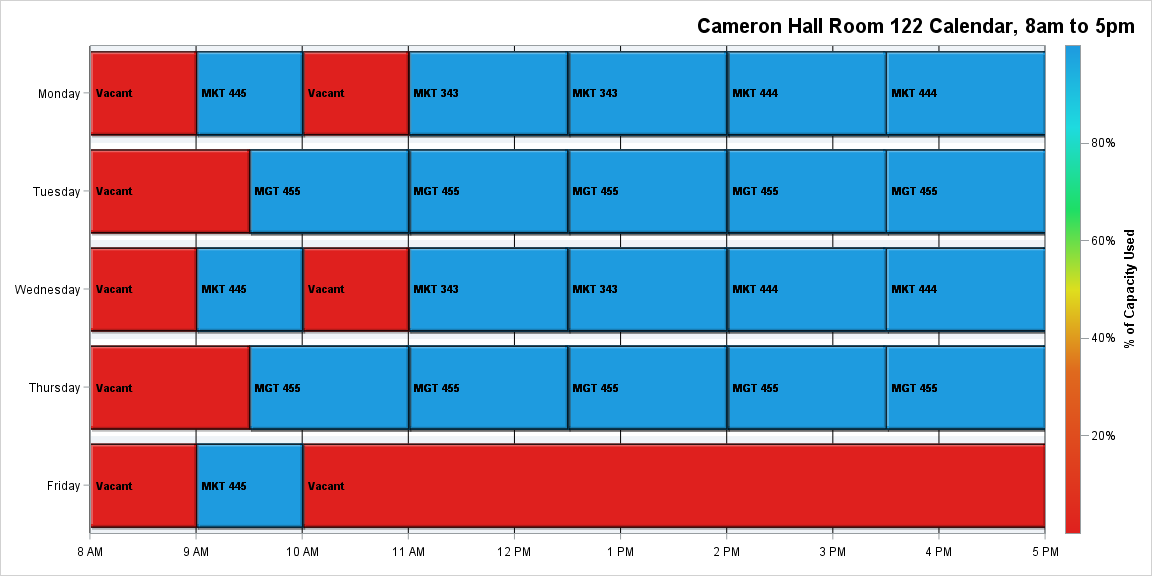 Cameron Hall Room 122 Calendar, 8am to 5pm
Monday Vacant MKT 445 Vacant MKT 343 MKT 343 MKT 444 MKT 444
Tuesday Vacant MGT 455 MGT 455 MGT 455 MGT 455 MGT 455
Wednesday Vacant MKT 445 Vacant MKT 343 MKT 343 MKT 444 MKT 444
Thursday Vacant MGT 455 MGT 455 MGT 455 MGT 455 MGT 455
Friday Vacant MKT 445 Vacant
8 AM 9 AM 10 AM 11 AM 12 PM 1 PM 2 PM 3 PM 4 PM 5 PM
80%
60%
40%
20%
% of Capacity Used